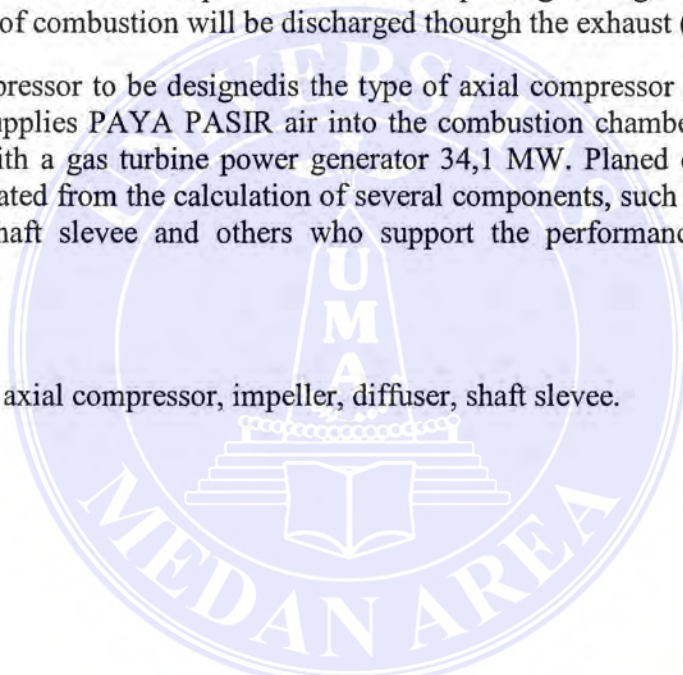 of combustion will be discharged thourgh the exhaust (
pressor to be designedis the type of axial compressor
upplies PAYA PASIR air into the combustion chambe
ith a gas turbine power generator 34,1 MW. Planed
ated from the calculation of several components, such
haft slevee and others who support the performanc
axial compressor, impeller, diffuser, shaft slevee.
UNIVERSITAS
UMA
MEDAN AREA